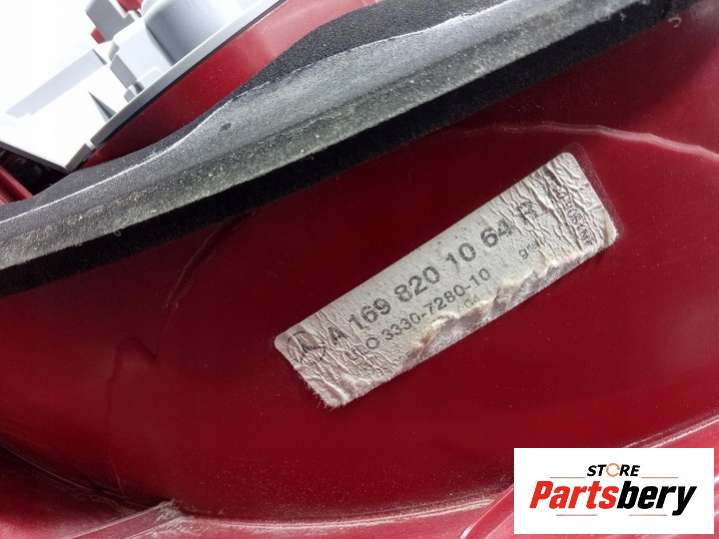 A 169 820 10 64 R
ULO 3330-7280-10
STORE
Partsbery